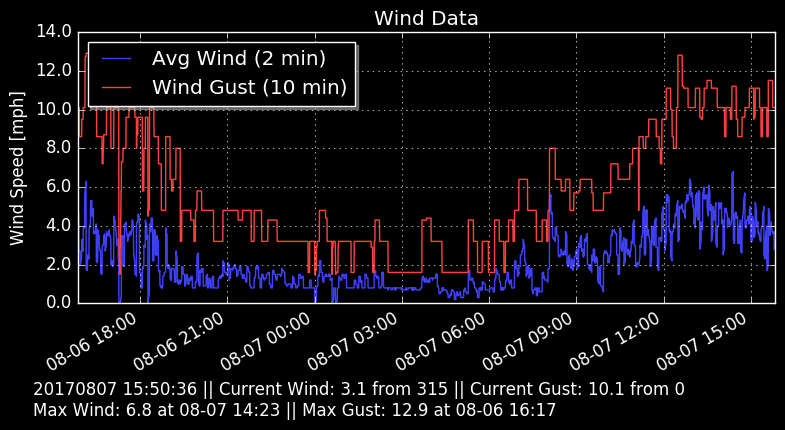 Wind Data
Wind Speed [mph]
14.0
12.0
10.0
8.0
6.0
4.0
2.0
0.0
Avg Wind (2 min)
Wind Gust (10 min)
08-06 18:00
08-06 21:00
08-07 00:00
08-07 03:00
08-07 06:00
08-07 09:00
08-07 12:00
08-07 15:00
20170807 15:50:36 || Current Wind: 3.1 from 315 || Current Gust: 10.1 from 0
Max Wind: 6.8 at 08-07 14:23 || Max Gust: 12.9 at 08-06 16:17